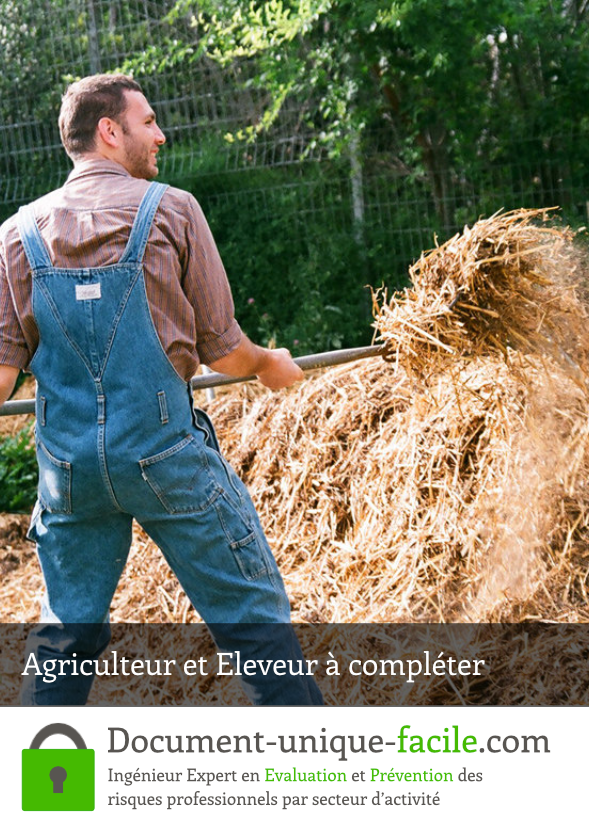 Agriculteur et Eleveur à compléter
Document-unique-facile.com
Ingénieur Expert en Evaluation et Prévention des
risques professionnels par secteur d'activité